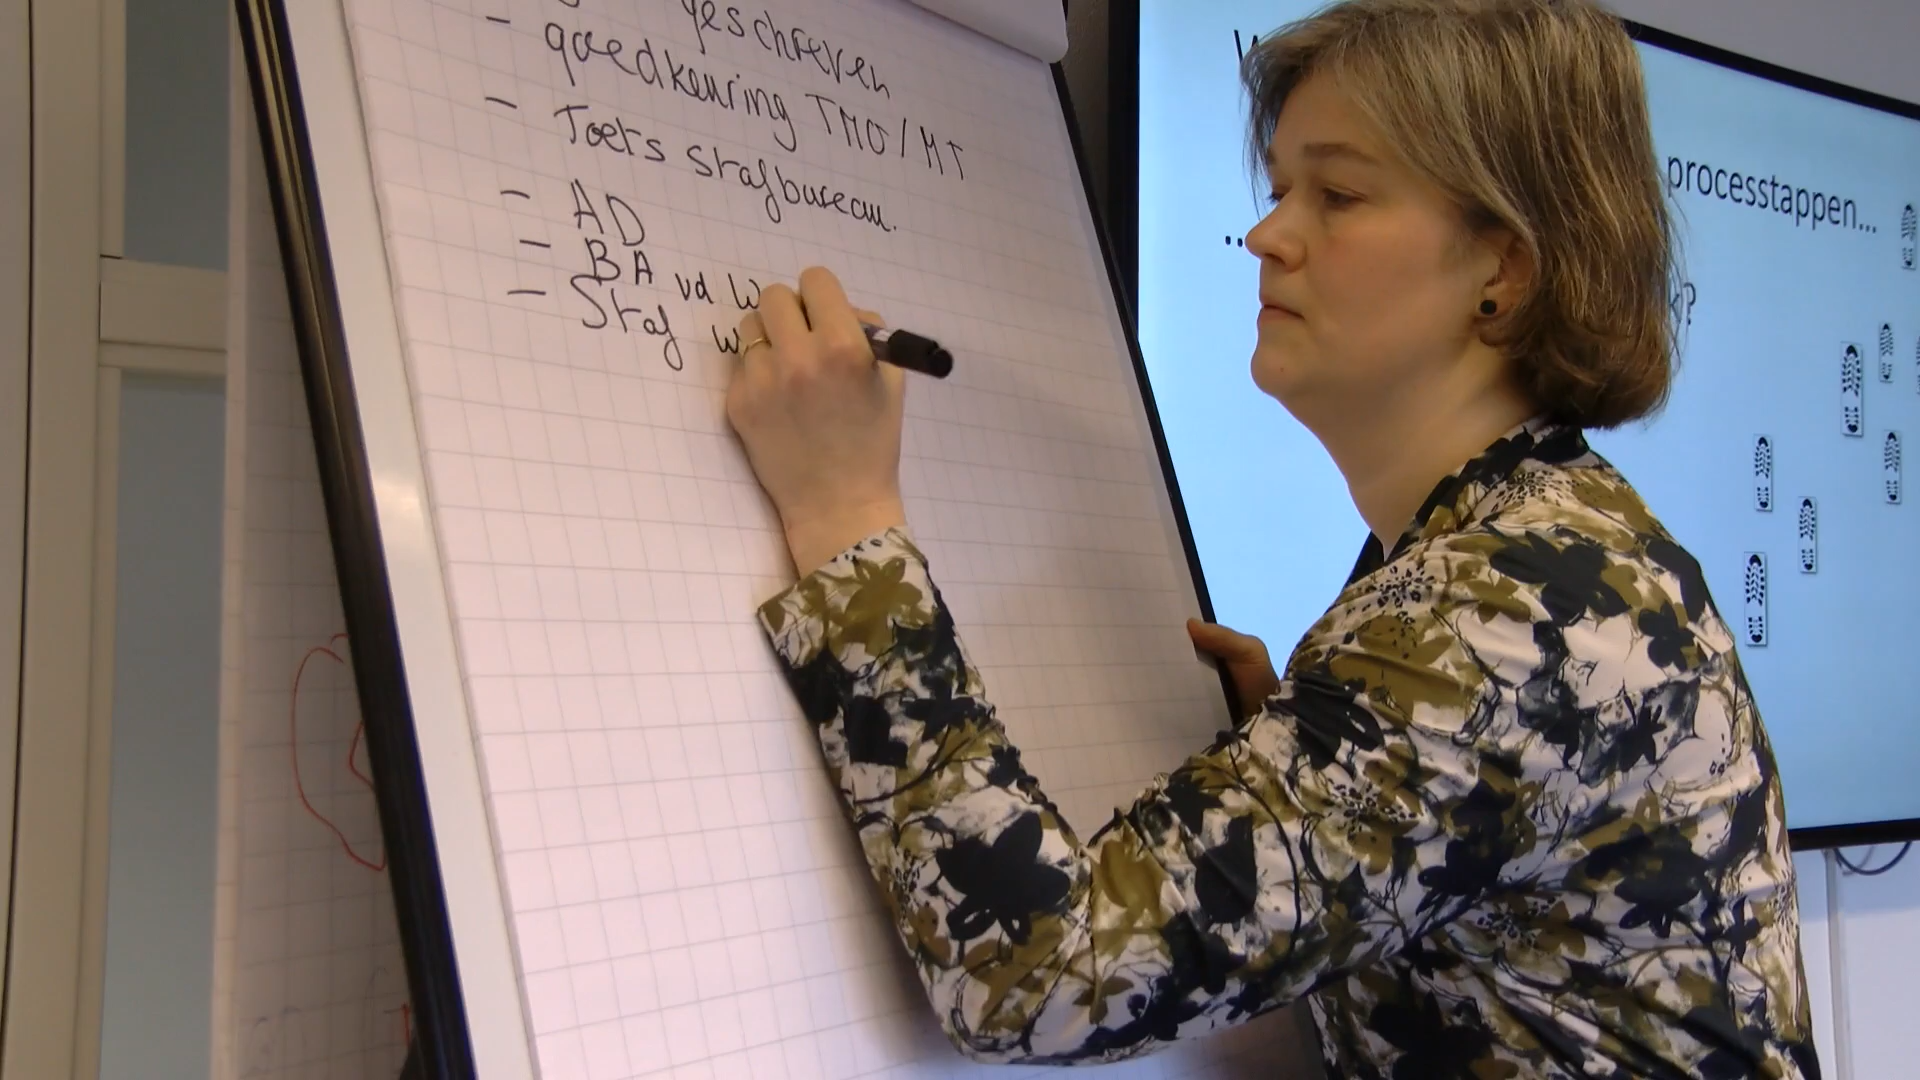 geschreven
- goedkeuring TMO / MT
- Toets stafbureau.
- AD
- BA vd W
- Staf w
processtappen...
...
?